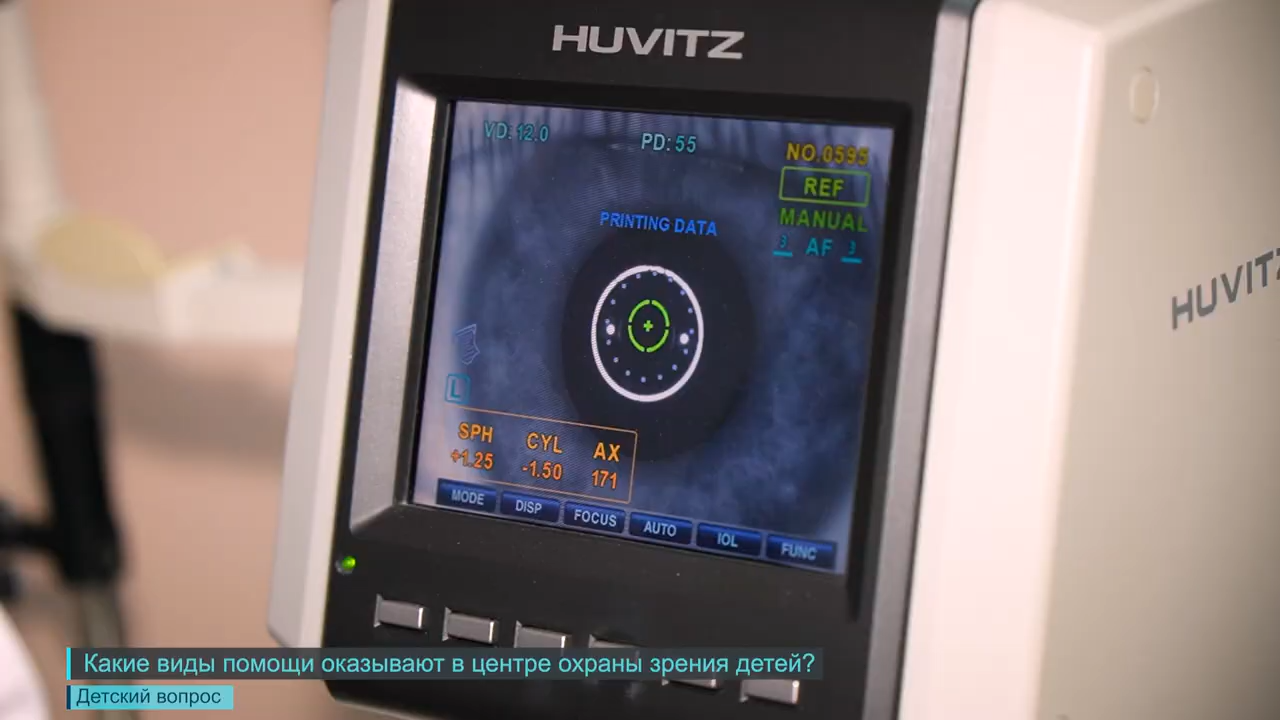 HUVITZ
VD: 12.0 PD: 55 NO.0595
REF
MANUAL
3 AF 3
PRINTING DATA
L
SPH CYL AX
+1.25 -1.50 171
MODE DISP FOCUS AUTO IOL FUNC
HUVITZ
Какие виды помощи оказывают в центре охраны зрения детей?
Детский вопрос